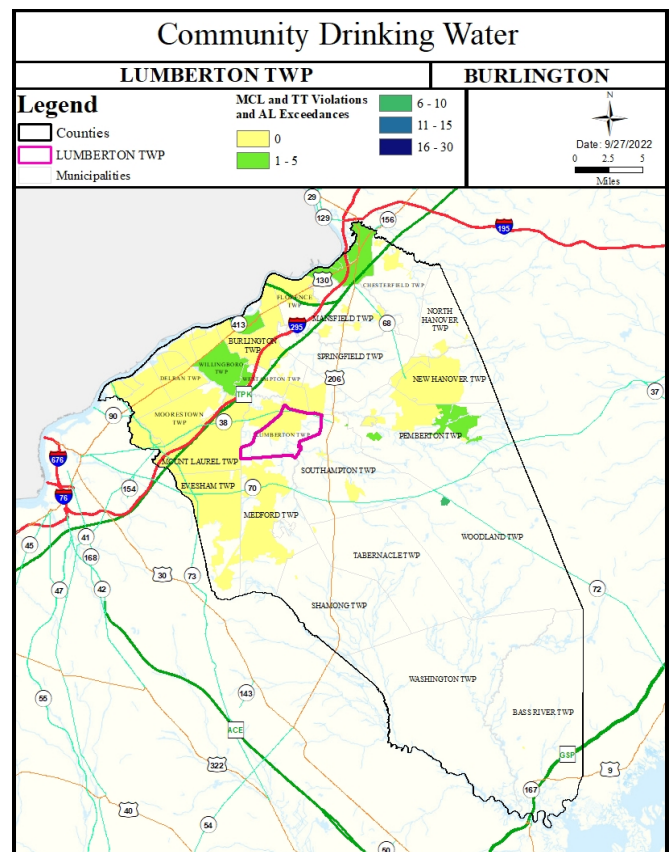 Community Drinking Water
LUMBERTON TWP
BURLINGTON
Legend
Counties
LUMBERTON TWP
Municipalities
MCL and TT Violations
and AL Exceedances
0
1 - 5
6 - 10
11 - 15
16 - 30
N
Date: 9/27/2022
0 2.5 5
Miles
29
129
156
195
130
CHESTERFIELD TWP
FLORENCE
TWP
NORTH
HANOVER
TWP
413
295
MANSFIELD TWP
68
BURLINGTON
TWP
SPRINGFIELD TWP
WILLINGBORO
TWP
WESTAMPTON TWP
DELRAN TWP
206
NEW HANOVER TWP
37
TPK
90
MOORESTOWN
TWP
38
LUMBERTON TWP
PEMBERTON TWP
676
MOUNT LAUREL TWP
SOUTHAMPTON TWP
154
EVESHAM TWP
70
76
MEDFORD TWP
45
41
168
WOODLAND TWP
TABERNACLE TWP
30
73
47
42
72
SHAMONG TWP
WASHINGTON TWP
143
55
BASS RIVER TWP
ACE
GSP
322
9
167
40
54
50